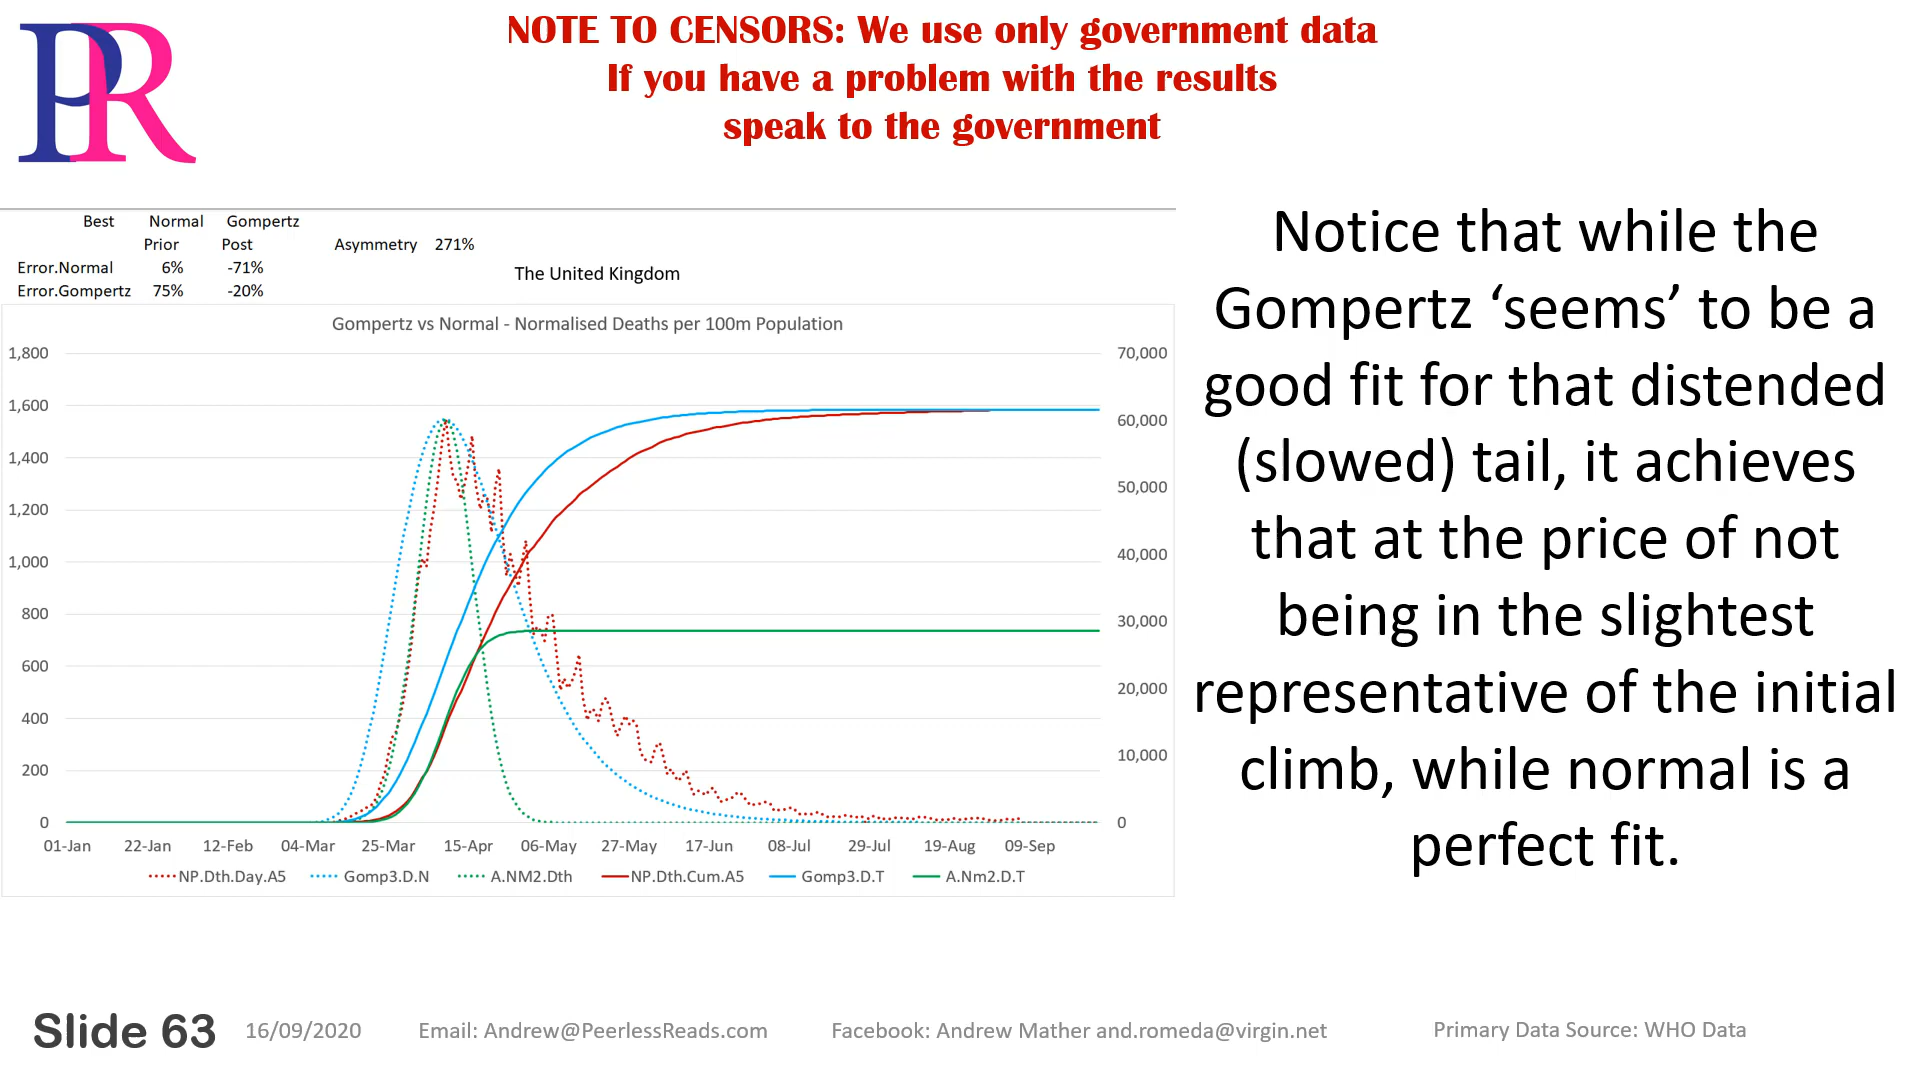 PR
NOTE TO CENSORS: We use only government data
If you have a problem with the results
speak to the government
Best Normal Gompertz
Prior Post Asymmetry 271%
Error.Normal 6% -71%
The United Kingdom
Error.Gompertz 75% -20%
Gompertz vs Normal - Normalised Deaths per 100m Population
1,800 70,000
1,600
60,000
1,400
50,000
1,200
40,000
1,000
800
30,000
600
20,000
400
10,000
200
0 0
01-Jan 22-Jan 12-Feb 04-Mar 25-Mar 15-Apr 06-May 27-May 17-Jun 08-Jul 29-Jul 19-Aug 09-Sep
NP.Dth.Day.A5 Gomp3.D.N A.NM2.Dth NP.Dth.Cum.A5 Gomp3.D.T A.Nm2.D.T
Notice that while the
Gompertz ‘seems’ to be a
good fit for that distended
(slowed) tail, it achieves
that at the price of not
being in the slightest
representative of the initial
climb, while normal is a
perfect fit.
Slide 63 16/09/2020 Email: Andrew@PeerlessReads.com Facebook: Andrew Mather and.romeda@virgin.net Primary Data Source: WHO Data